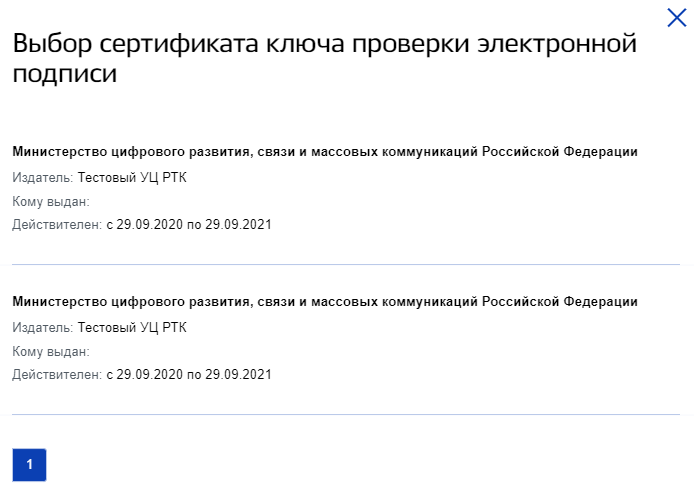 Выбор сертификата ключа проверки электронной
подписи
Министерство цифрового развития, связи и массовых коммуникаций Российской Федерации
Издатель: Тестовый УЦ РТК
Кому выдан:
Действителен: с 29.09.2020 по 29.09.2021
Министерство цифрового развития, связи и массовых коммуникаций Российской Федерации
Издатель: Тестовый УЦ РТК
Кому выдан:
Действителен: с 29.09.2020 по 29.09.2021
1